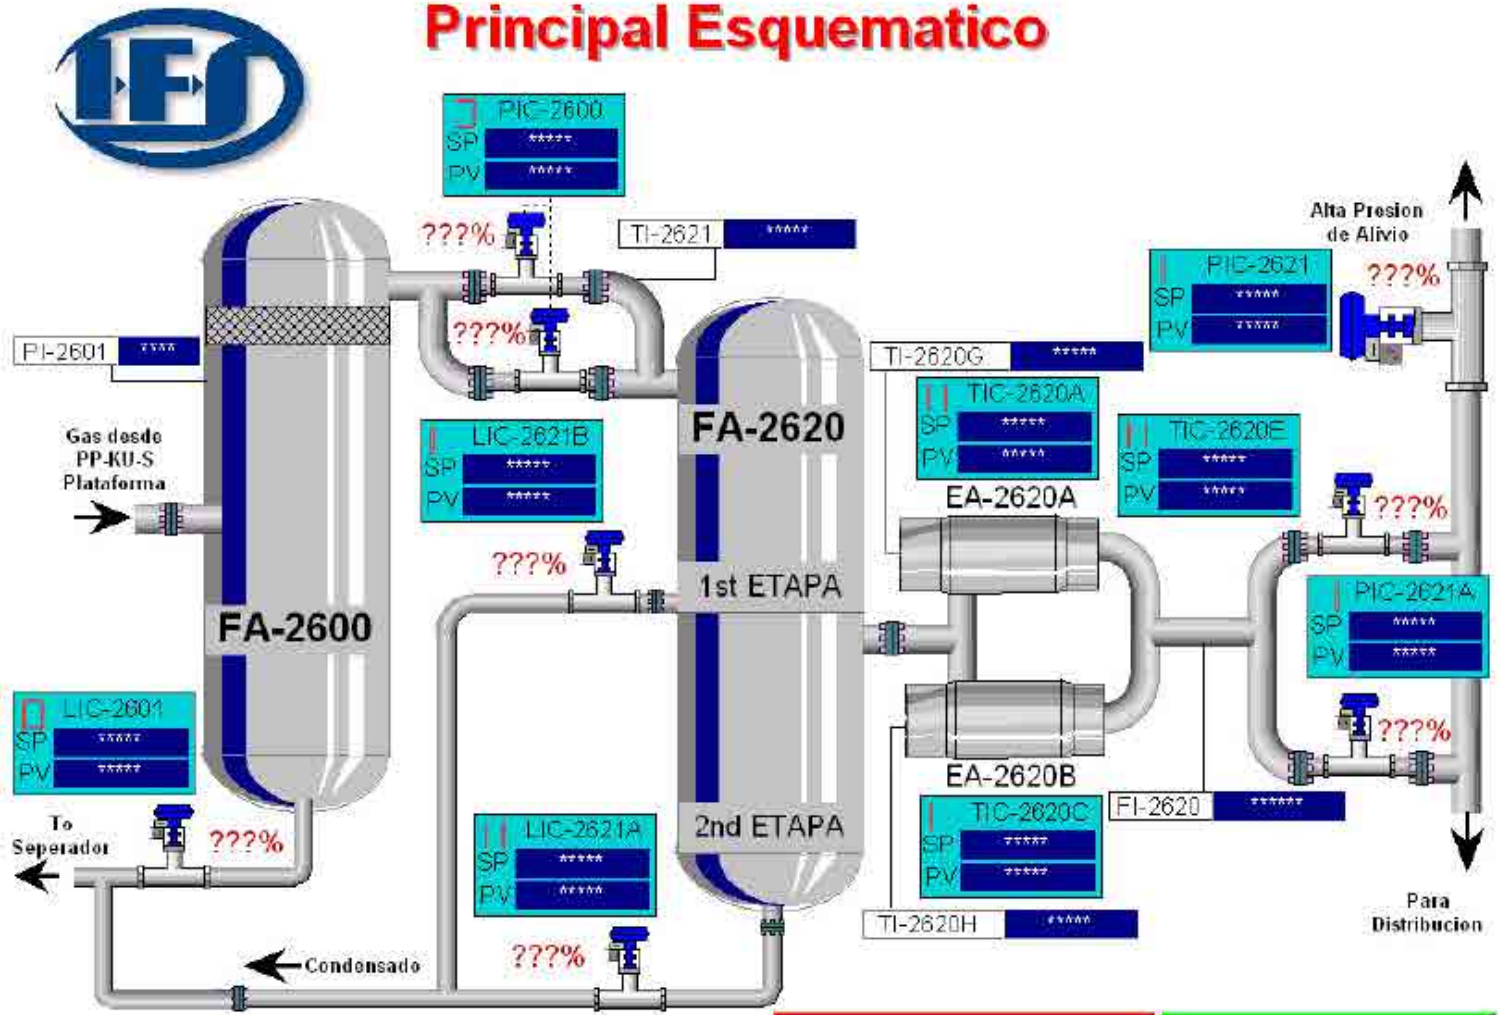 Principal Esquematico
IFS
PIC-2600
SP *****
PV *****
???%
TI-2621 *****
???%
PI-2601 ****
Gas desde
PP-KU-S
Plataforma
FA-2600
LIC-2621B
SP *****
PV *****
???%
FA-2620
1st ETAPA
2nd ETAPA
TI-2620G *****
TIC-2620A
SP *****
PV *****
EA-2620A
TIC-2620E
SP *****
PV *****
Alta Presion
de Alivio
PIC-2621
SP *****
PV *****
???%
???%
PIC-2621A
SP *****
PV *****
???%
EA-2620B
TIC-2620C
SP *****
PV *****
FI-2620 ******
TI-2620H *****
LIC-2601
SP *****
PV *****
To
Seperador
???%
LIC-2621A
SP *****
PV *****
???%
Condensado
Para
Distribucion